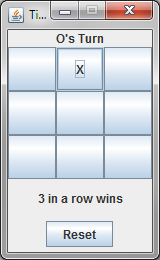 Ti...
O's Turn
X
3 in a row wins
Reset